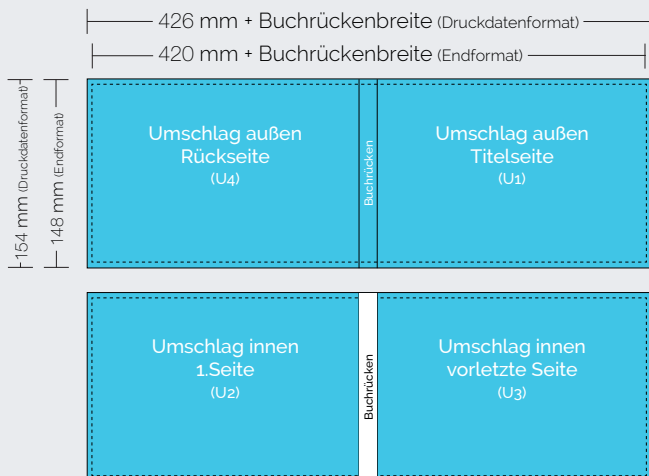 426 mm + Buchrückenbreite (Druckdatenformat)
420 mm + Buchrückenbreite (Endformat)
154 mm (Druckdatenformat)
148 mm (Endformat)
Umschlag außen
Rückseite
(U4)
Buchrücken
Umschlag außen
Titelseite
(U1)
Umschlag innen
1.Seite
(U2)
Buchrücken
Umschlag innen
vorletzte Seite
(U3)